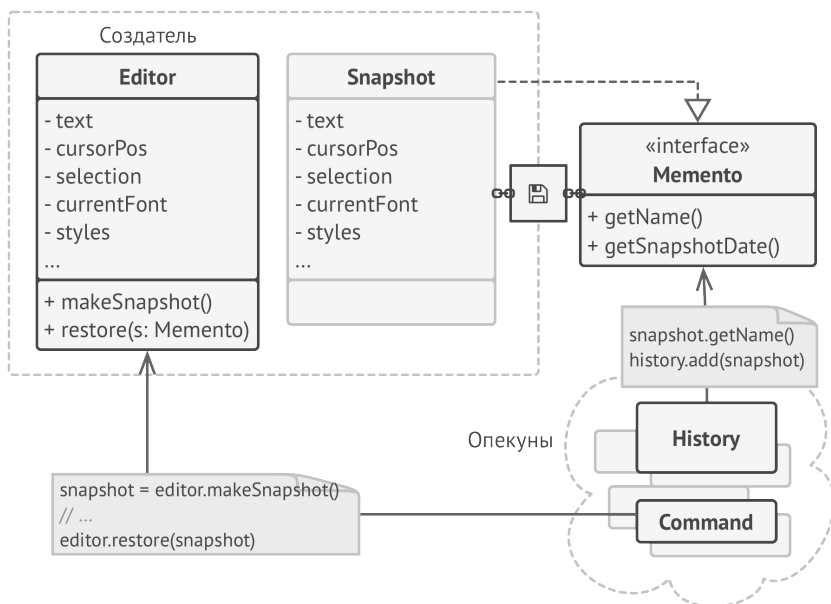 Создатель
Editor
- text
- cursorPos
- selection
- currentFont
- styles
...
+ makeSnapshot()
+ restore(s: Memento)
Snapshot
- text
- cursorPos
- selection
- currentFont
- styles
...
«interface»
Memento
+ getName()
+ getSnapshotDate()
snapshot.getName()
history.add(snapshot)
Опекуны
History
Command
snapshot = editor.makeSnapshot()
// ...
editor.restore(snapshot)